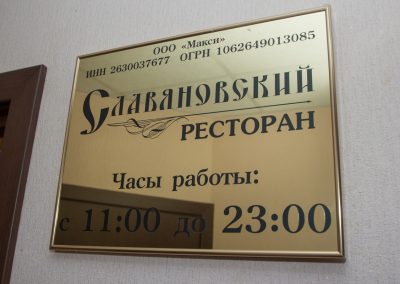 ООО «Макси»
ИНН 2630037677 ОГРН 1062649013085
Славяновский
РЕСТОРАН
Часы работы:
с 11:00 до 23:00